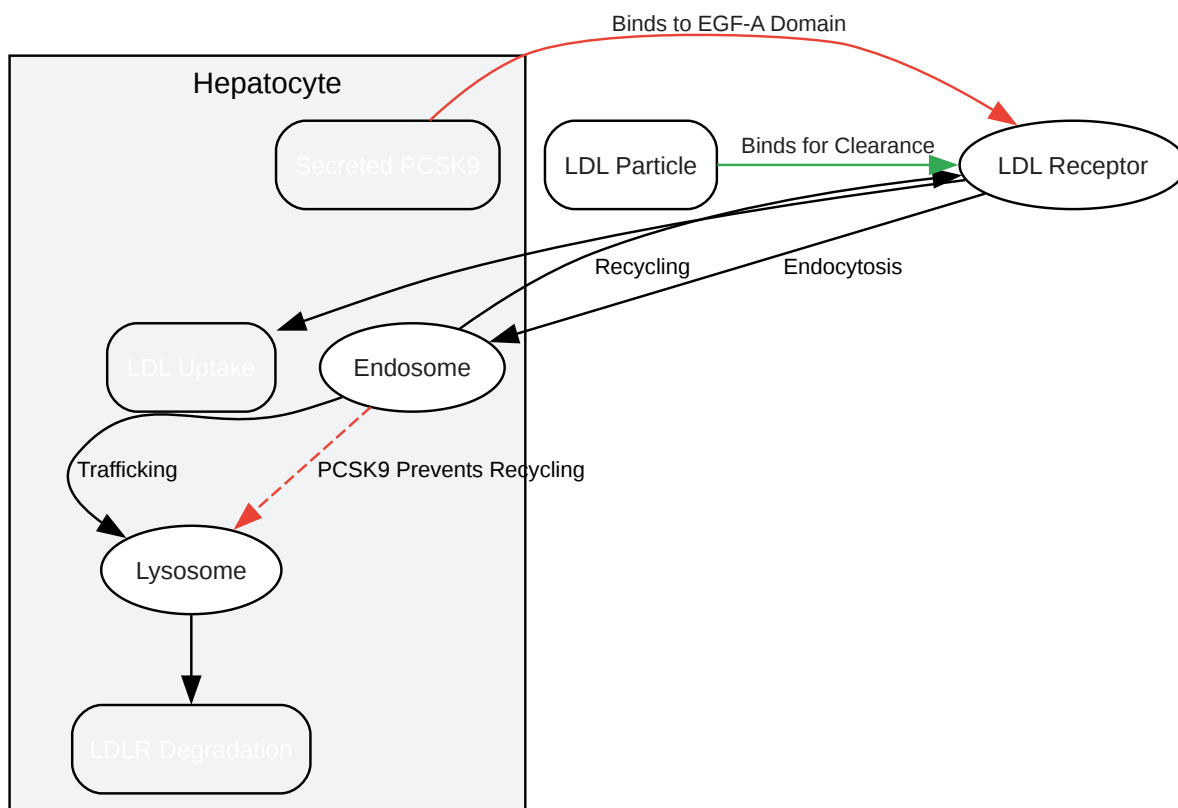 Binds to EGF-A Domain
Hepatocyte
Secreted PCSK9
LDL Particle
Binds for Clearance
LDL Receptor
Recycling
Endocytosis
LDL Uptake
Endosome
Trafficking
PCSK9 Prevents Recycling
Lysosome
LDLR Degradation